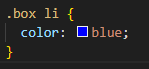 .box li {
  color: blue;
}